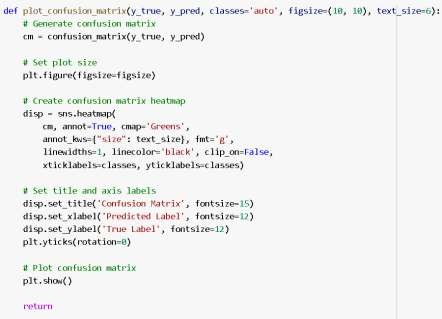 def plot_confusion_matrix(y_true, y_pred, classes='auto', figsize=(10, 10), text_size=6):
# Generate confusion matrix
cm = confusion_matrix(y_true, y_pred)
# Set plot size
plt.figure(figsize=figsize)
# Create confusion matrix heatmap
disp = sns.heatmap(
cm, annot=True, cmap='Greens',
annot_kws={"size": text_size}, fmt='g',
linewidths=1, linecolor='black', clip_on=False,
xticklabels=classes, yticklabels=classes)
# Set title and axis labels
disp.set_title('Confusion Matrix', fontsize=15)
disp.set_xlabel('Predicted Label', fontsize=12)
disp.set_ylabel('True Label', fontsize=12)
plt.yticks(rotation=0)
# Plot confusion matrix
plt.show()
return